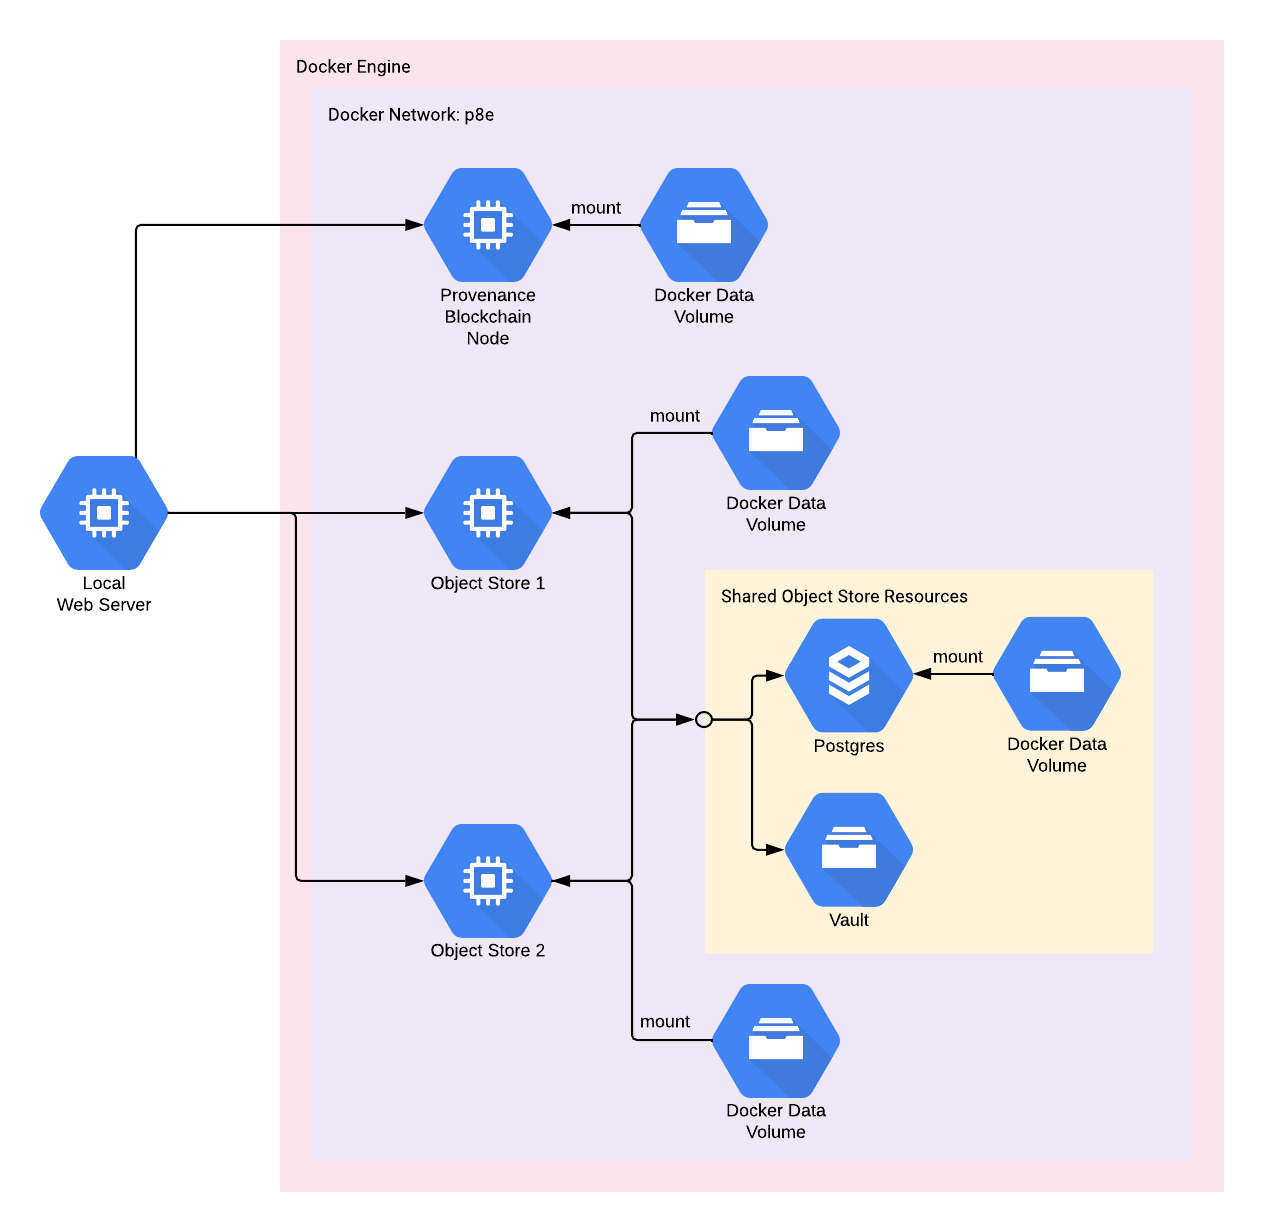 Docker Engine
Docker Network: p8e
mount
Provenance
Blockchain
Node
Docker Data
Volume
mount
Docker Data
Volume
Local
Web Server
Object Store 1
Shared Object Store Resources
mount
Postgres
Docker Data
Volume
Vault
Object Store 2
mount
Docker Data
Volume